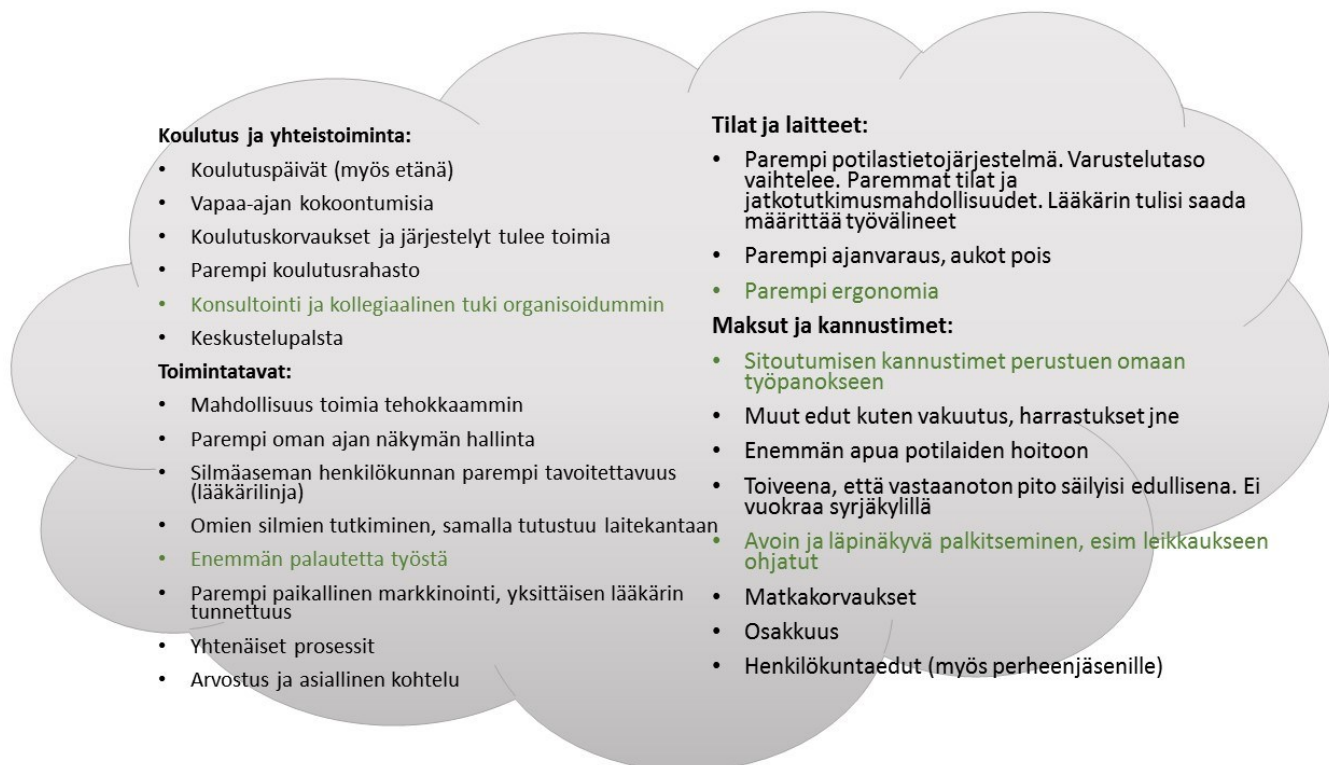 Koulutus ja yhteistoiminta:
• Koulutuspäivät (myös etänä)
• Vapaa-ajan kokoontumisia
• Koulutuskorvaukset ja järjestelyt tulee toimia
• Parempi koulutusrahasto
• Konsultointi ja kollegiaalinen tuki organisoidummin
• Keskustelupalsta
Toimintatavat:
• Mahdollisuus toimia tehokkaammin
• Parempi oman ajan näkymän hallinta
• Silmäaseman henkilökunnan parempi tavoitettavuus
(lääkärilinja)
• Omien silmien tutkiminen, samalla tutustuu laitekantaan
• Enemmän palautetta työstä
• Parempi paikallinen markkinointi, yksittäisen lääkärin
tunnettuus
• Yhtenäiset prosessit
• Arvostus ja asiallinen kohtelu
Tilat ja laitteet:
• Parempi potilastietojärjestelmä. Varustelutaso
vaihtelee. Paremmat tilat ja
jatkotutkimusmahdollisuudet. Lääkärin tulisi saada
määrittää työvälineet
• Parempi ajanvaraus, aukot pois
• Parempi ergonomia
Maksut ja kannustimet:
• Sitoutumisen kannustimet perustuen omaan
työpanokseen
• Muut edut kuten vakuutus, harrastukset jne
• Enemmän apua potilaiden hoitoon
• Toiveena, että vastaanoton pito säilyisi edullisena. Ei
vuokraa syrjäkylillä
• Avoin ja läpinäkyvä palkitseminen, esim leikkaukseen
ohjatut
• Matkakorvaukset
• Osakkuus
• Henkilökuntaedut (myös perheenjäsenille)